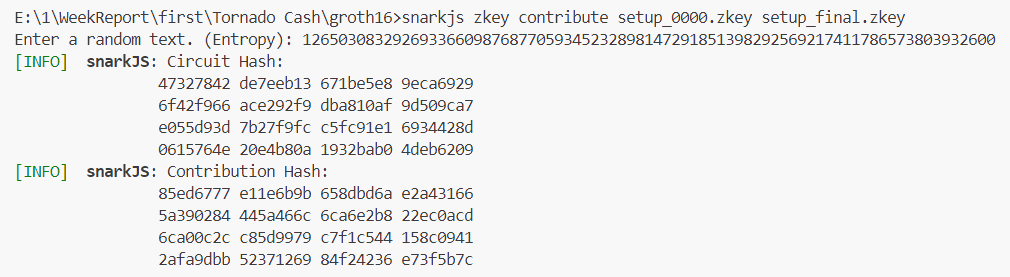 E:\1\WeekReport\first\Tornado Cash\groth16>snarkjs zkey contribute setup_0000.zkey setup_final.zkey
Enter a random text. (Entropy): 12650308329269336609876877059345232898147291851398292569217411786573803932600
[INFO]  snarkJS: Circuit Hash:
47327842 de7eeb13 671be5e8 9eca6929
6f42f966 ace292f9 dba810af 9d509ca7
e055d93d 7b27f9fc c5fc91e1 6934428d
0615764e 20e4b80a 1932bab0 4deb6209
[INFO]  snarkJS: Contribution Hash:
85ed6777 e11e6b9b 658dbd6a e2a43166
5a390284 445a466c 6ca6e2b8 22ec0acd
6ca00c2c c85d9979 c7f1c544 158c0941
2afa9dbb 52371269 84f24236 e73f5b7c